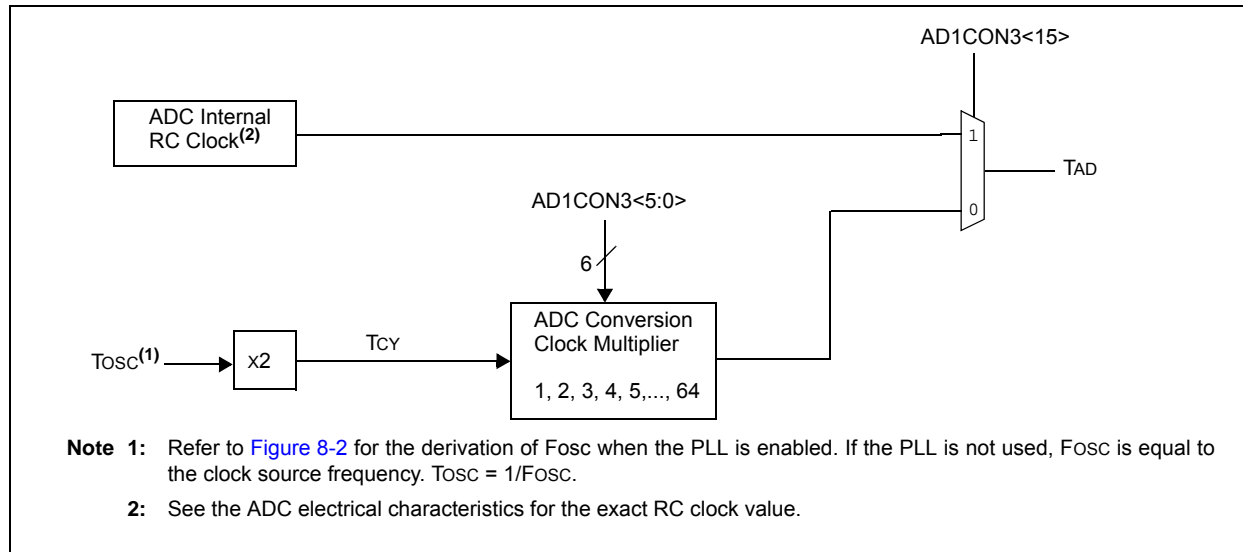 AD1CON3<15>
ADC Internal
RC Clock(2)
1
TAD
AD1CON3<5:0>
0
6
ADC Conversion
Clock Multiplier
TOSC(1)
X2
TCY
1, 2, 3, 4, 5,..., 64
Note 1: Refer to Figure 8-2 for the derivation of Fosc when the PLL is enabled. If the PLL is not used, FOSC is equal to
the clock source frequency. TOSC = 1/FOSC.
2: See the ADC electrical characteristics for the exact RC clock value.